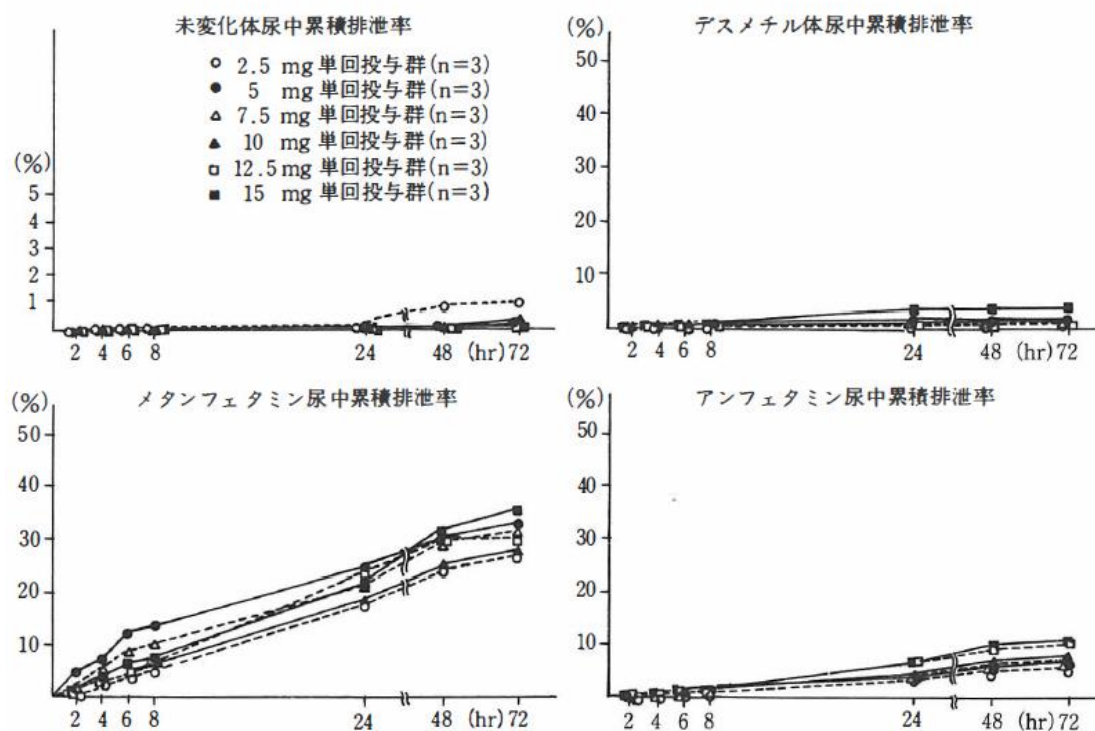 未変化体尿中累積排泄率
○ 2.5 mg 単回投与群(n=3)
● 5 mg 単回投与群(n=3)
△ 7.5 mg 単回投与群(n=3)
▲ 10 mg 単回投与群(n=3)
□ 12.5 mg 単回投与群(n=3)
■ 15 mg 単回投与群(n=3)
(%)
5
4
3
2
1
2 4 6 8 24 48 (hr) 72
デスメチル体尿中累積排泄率
(%)
50
40
30
20
10
2 4 6 8 24 48 (hr) 72
メタンフェタミン尿中累積排泄率
(%)
50
40
30
20
10
2 4 6 8 24 48 (hr) 72
アンフェタミン尿中累積排泄率
(%)
50
40
30
20
10
2 4 6 8 24 48 (hr) 72